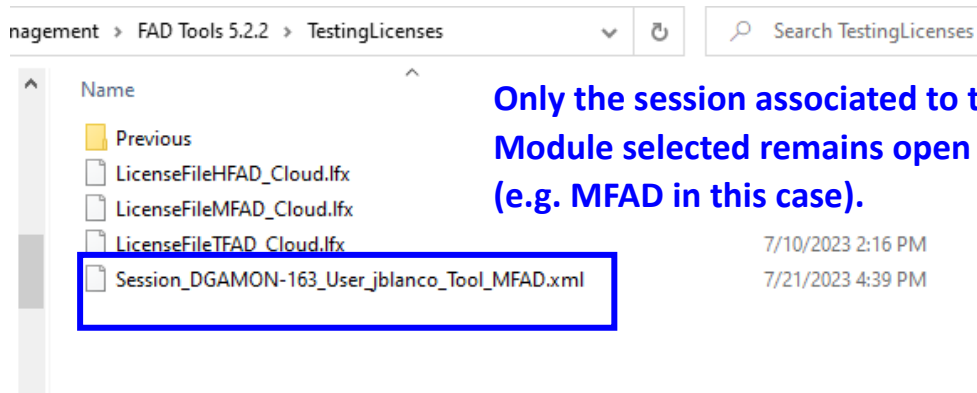 nagement > FAD Tools 5.2.2 > TestingLicenses
Search TestingLicenses
Name
Only the session associated to
Module selected remains open
(e.g. MFAD in this case).
Previous
LicenseFileHFAD_Cloud.lfx
LicenseFileMFAD_Cloud.lfx
LicenseFileTFAD_Cloud.lfx 7/10/2023 2:16 PM
Session_DGAMON-163_User_jblanco_Tool_MFAD.xml 7/21/2023 4:39 PM